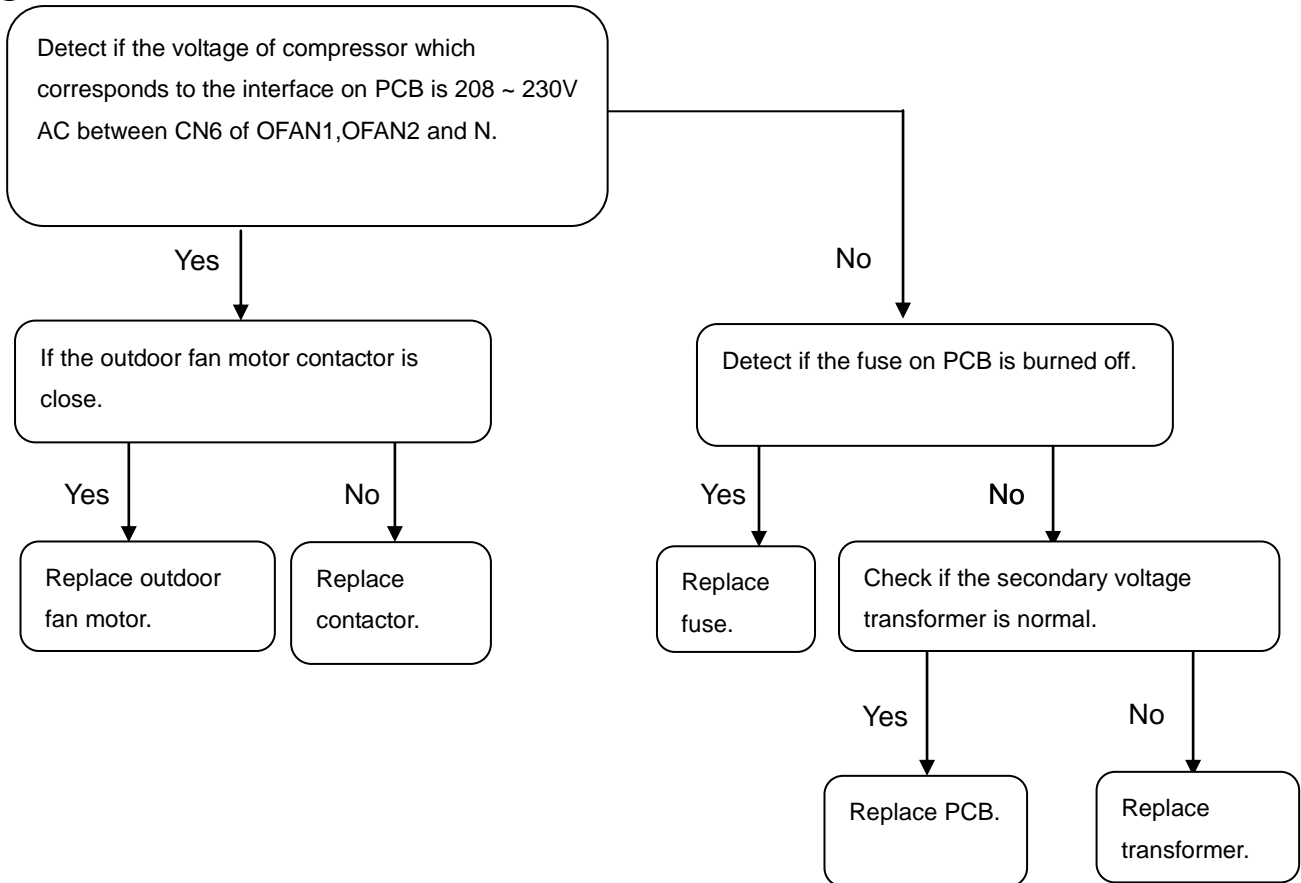 Detect if the voltage of compressor which
corresponds to the interface on PCB is 208 ~ 230V
AC between CN6 of OFAN1,OFAN2 and N.
Yes
No
If the outdoor fan motor contactor is
close.
Detect if the fuse on PCB is burned off.
Yes
No
Yes
No
Replace outdoor
fan motor.
Replace
contactor.
Replace
fuse.
Check if the secondary voltage
transformer is normal.
Yes
No
Replace PCB.
Replace
transformer.